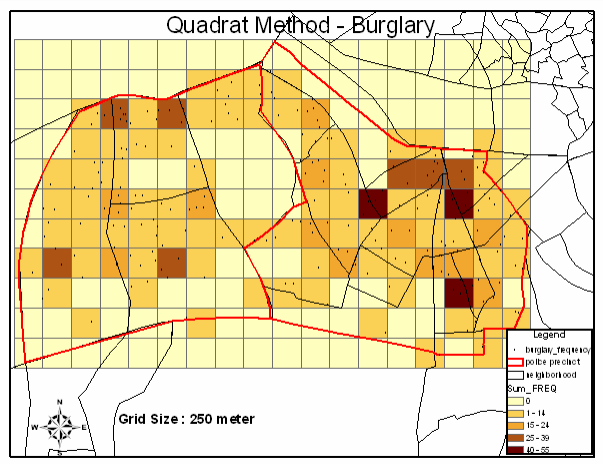 Quadrat Method - Burglary
N
W E
S
Grid Size : 250 meter
Legend
burglary_frequency
police precinct
neighborhood
Sum_FREQ
0
1 - 14
15 - 24
25 - 39
40 - 55